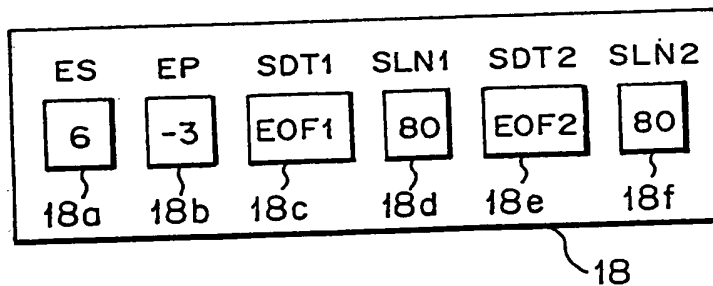 ES EP SDT1 SLN1 SDT2 SLN2
6 -3 EOF1 80 EOF2 80
18a 18b 18c 18d 18e 18f
18